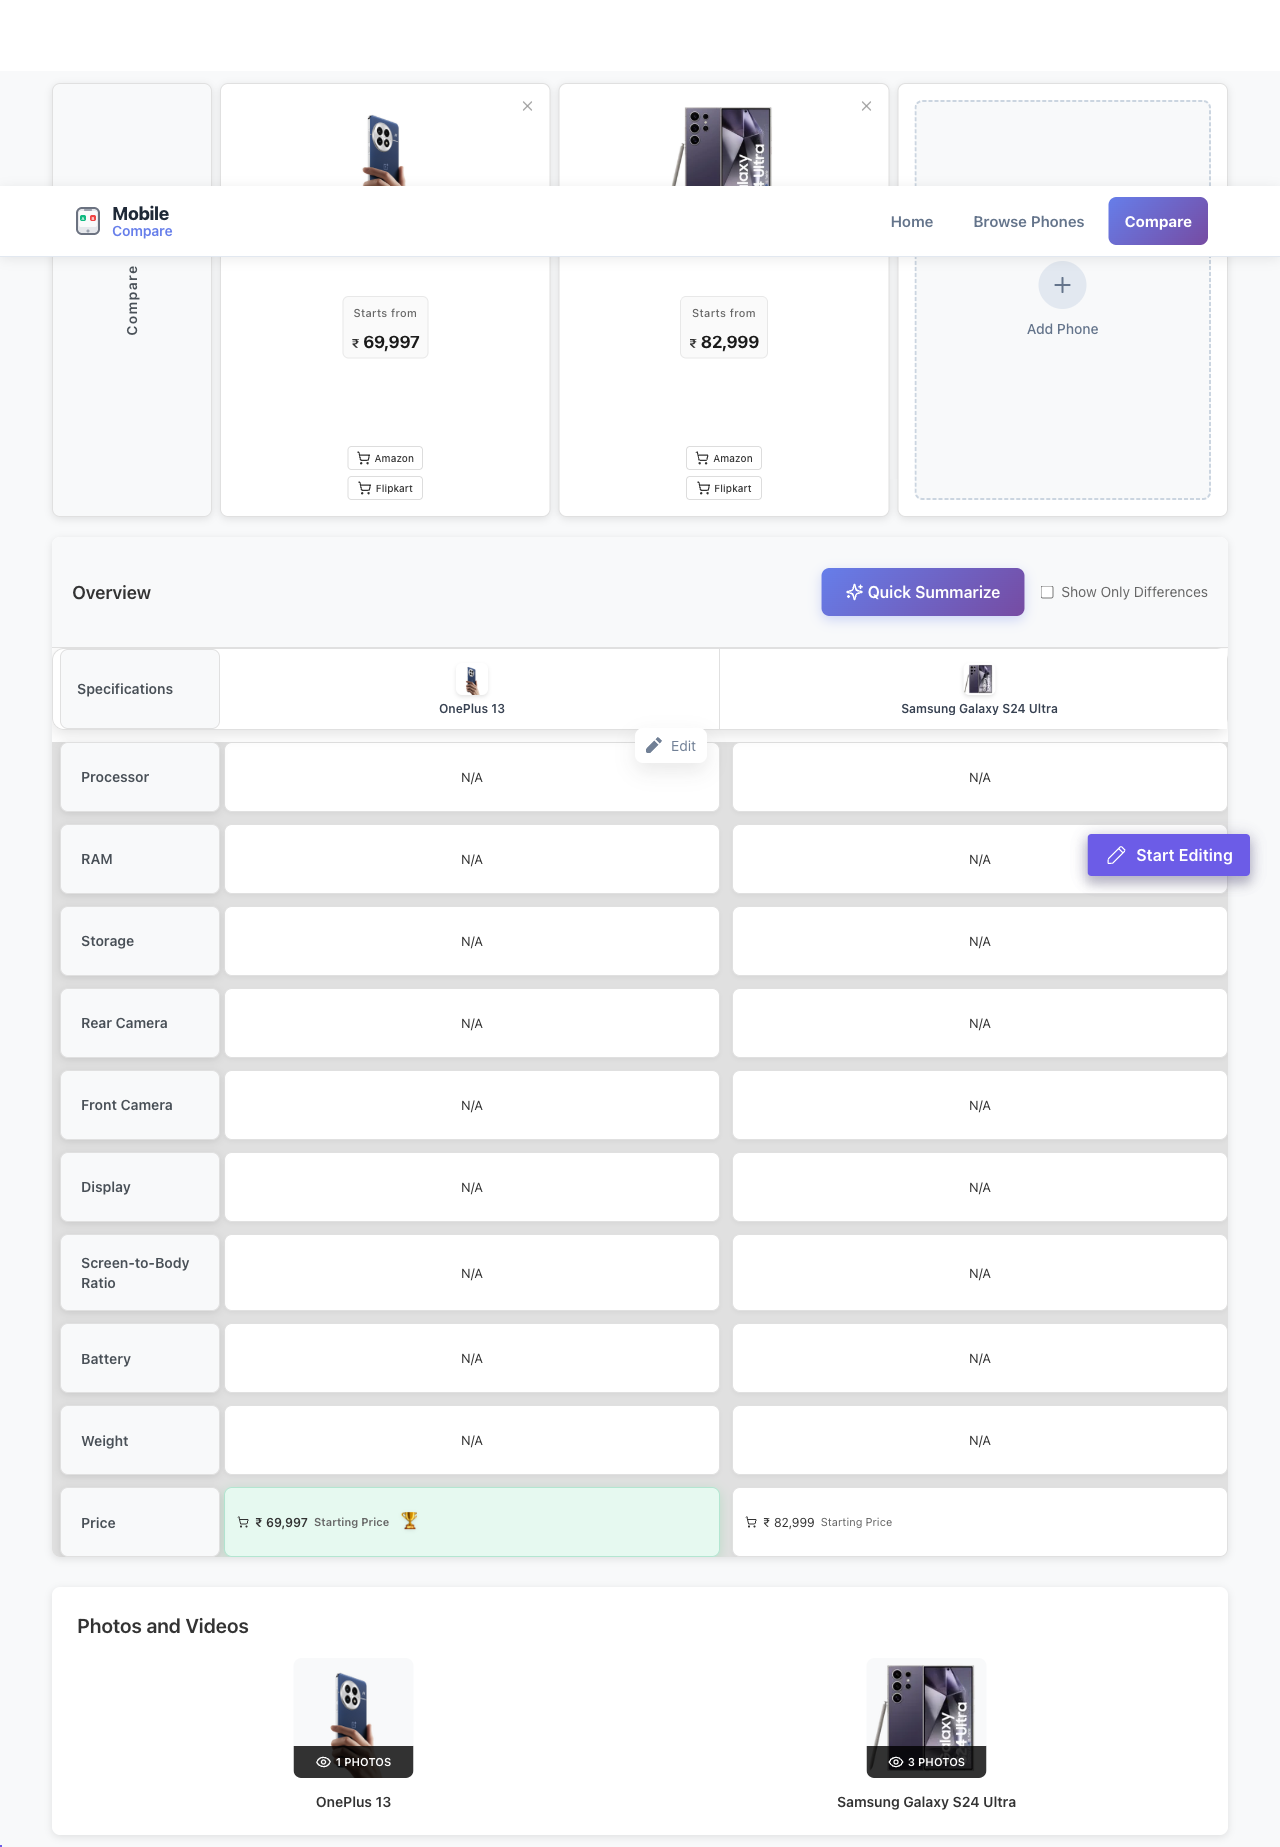 Mobile
Compare
Home
Browse Phones
Compare
Compare
Starts from
₹ 69,997
Amazon
Flipkart
Starts from
₹ 82,999
Amazon
Flipkart
Add Phone
Overview
Quick Summarize
Show Only Differences
Specifications
OnePlus 13
Samsung Galaxy S24 Ultra
Edit
Processor
N/A
N/A
RAM
N/A
N/A
Start Editing
Storage
N/A
N/A
Rear Camera
N/A
N/A
Front Camera
N/A
N/A
Display
N/A
N/A
Screen-to-Body
Ratio
N/A
N/A
Battery
N/A
N/A
Weight
N/A
N/A
Price
₹ 69,997 Starting Price
₹ 82,999 Starting Price
Photos and Videos
1 PHOTOS
OnePlus 13
3 PHOTOS
Samsung Galaxy S24 Ultra